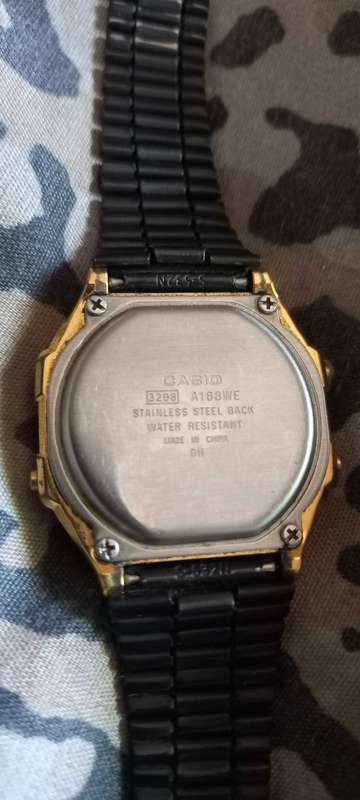 CASIO
3298 A168WE
STAINLESS STEEL BACK
WATER RESISTANT
MADE IN CHINA
DH